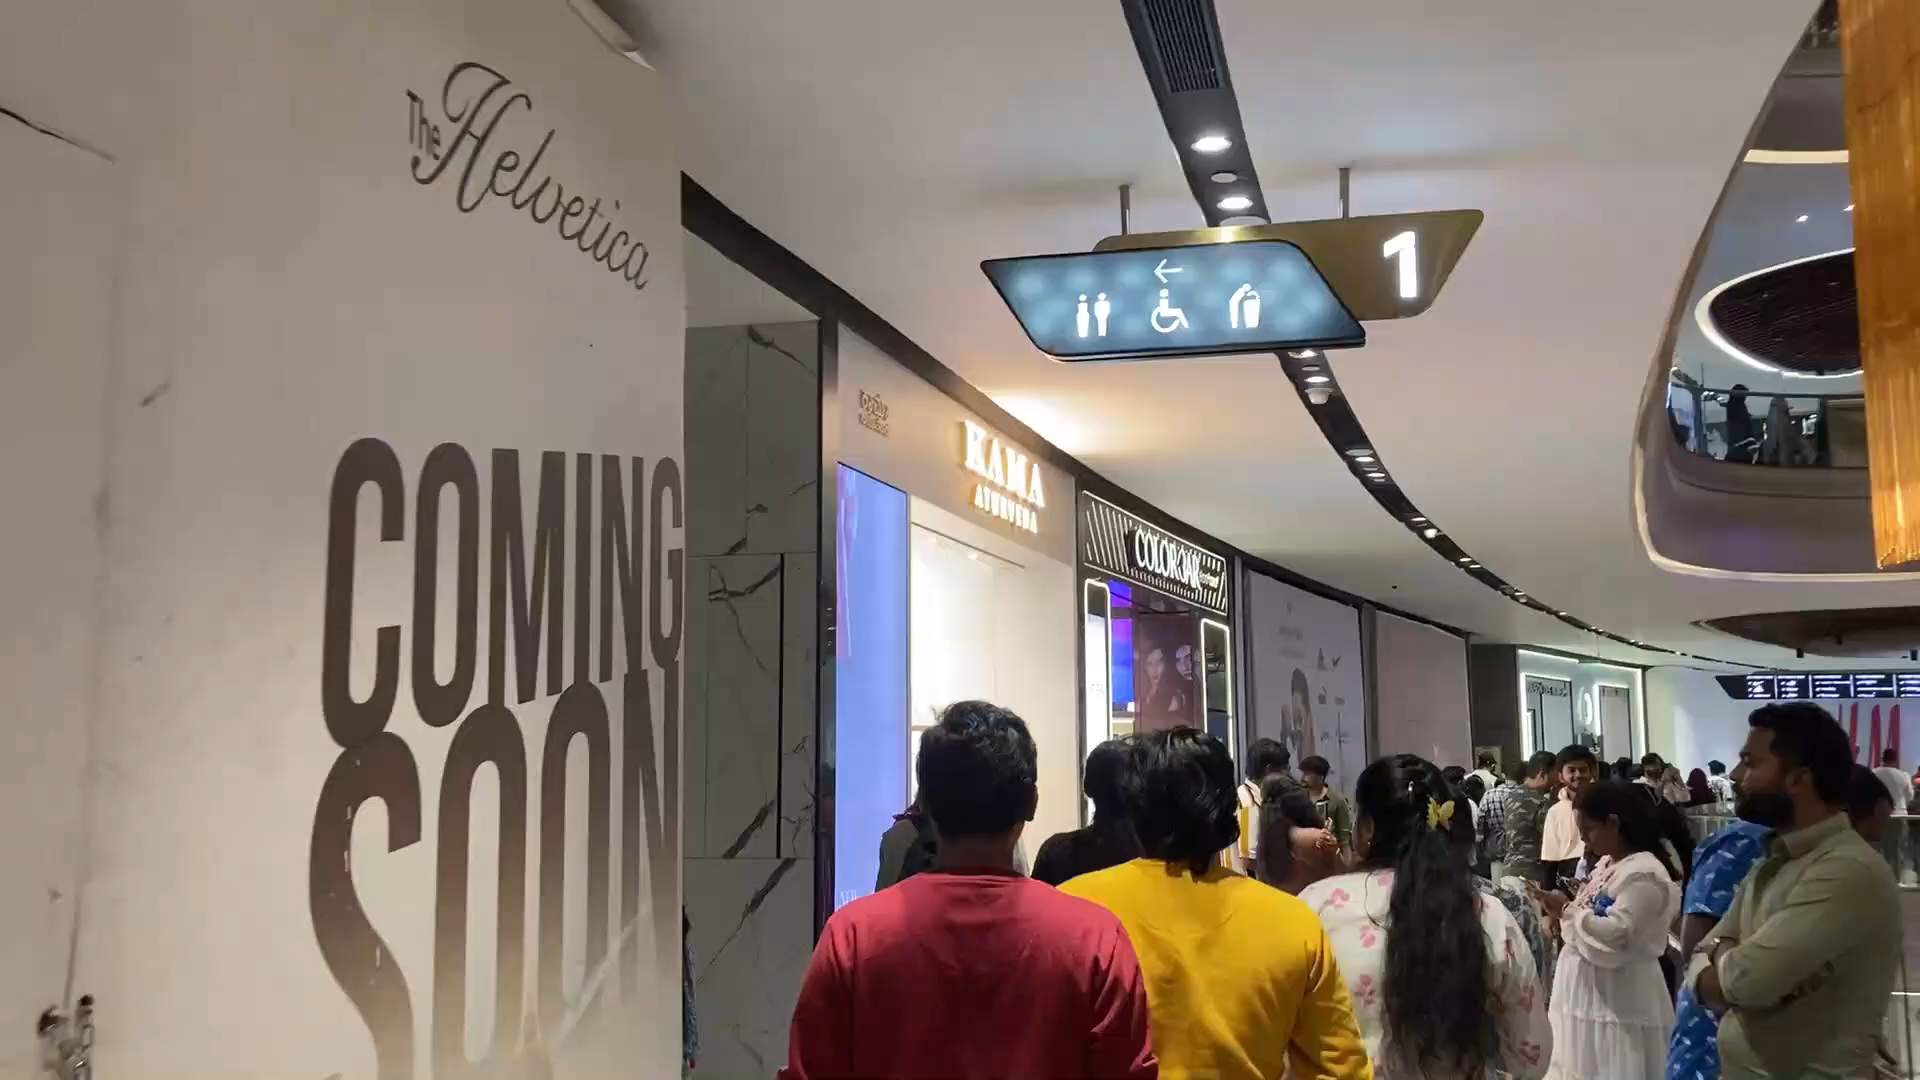 The Helvetica
COMING
SOON
1
KAMA
AYURVEDA
COLORBAR